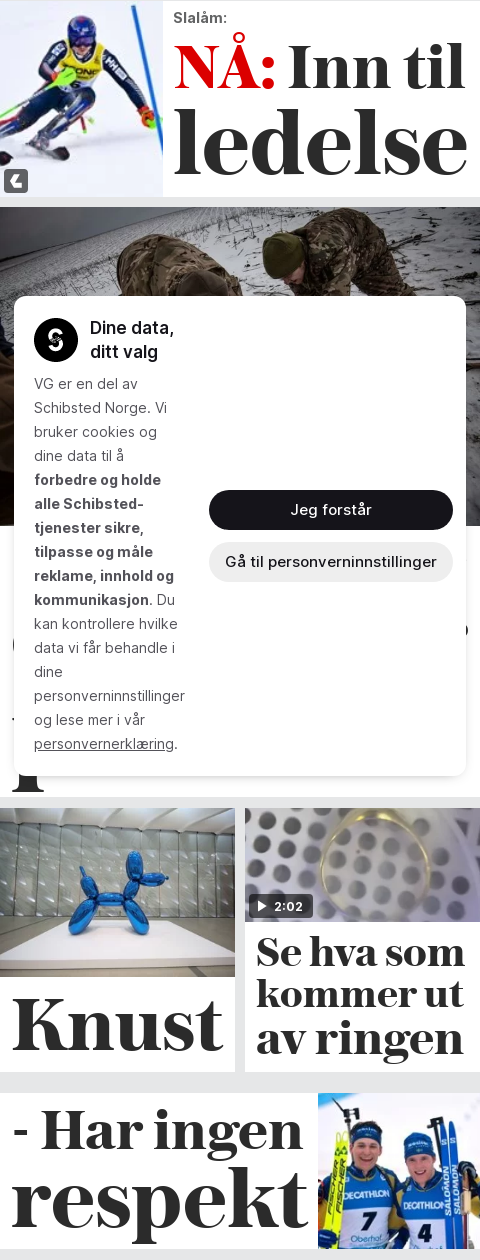 Slalåm:
NÅ: Inn til
ledelse
Dine data,
ditt valg
VG er en del av
Schibsted Norge. Vi
bruker cookies og
dine data til å
forbedre og holde
alle Schibsted-
tjenester sikre,
tilpasse og måle
reklame, innhold og
kommunikasjon. Du
kan kontrollere hvilke
data vi får behandle i
dine
personverninnstillinger
og lese mer i vår
personvernerklæring.
Jeg forstår
Gå til personverninnstillinger
2:02
Knust
Se hva som
kommer ut
av ringen
- Har ingen
respekt
FISCHER
FISCHER
SALOMON
SALOMON
DECATHLON
DECATHLON
7
4
Oberhof